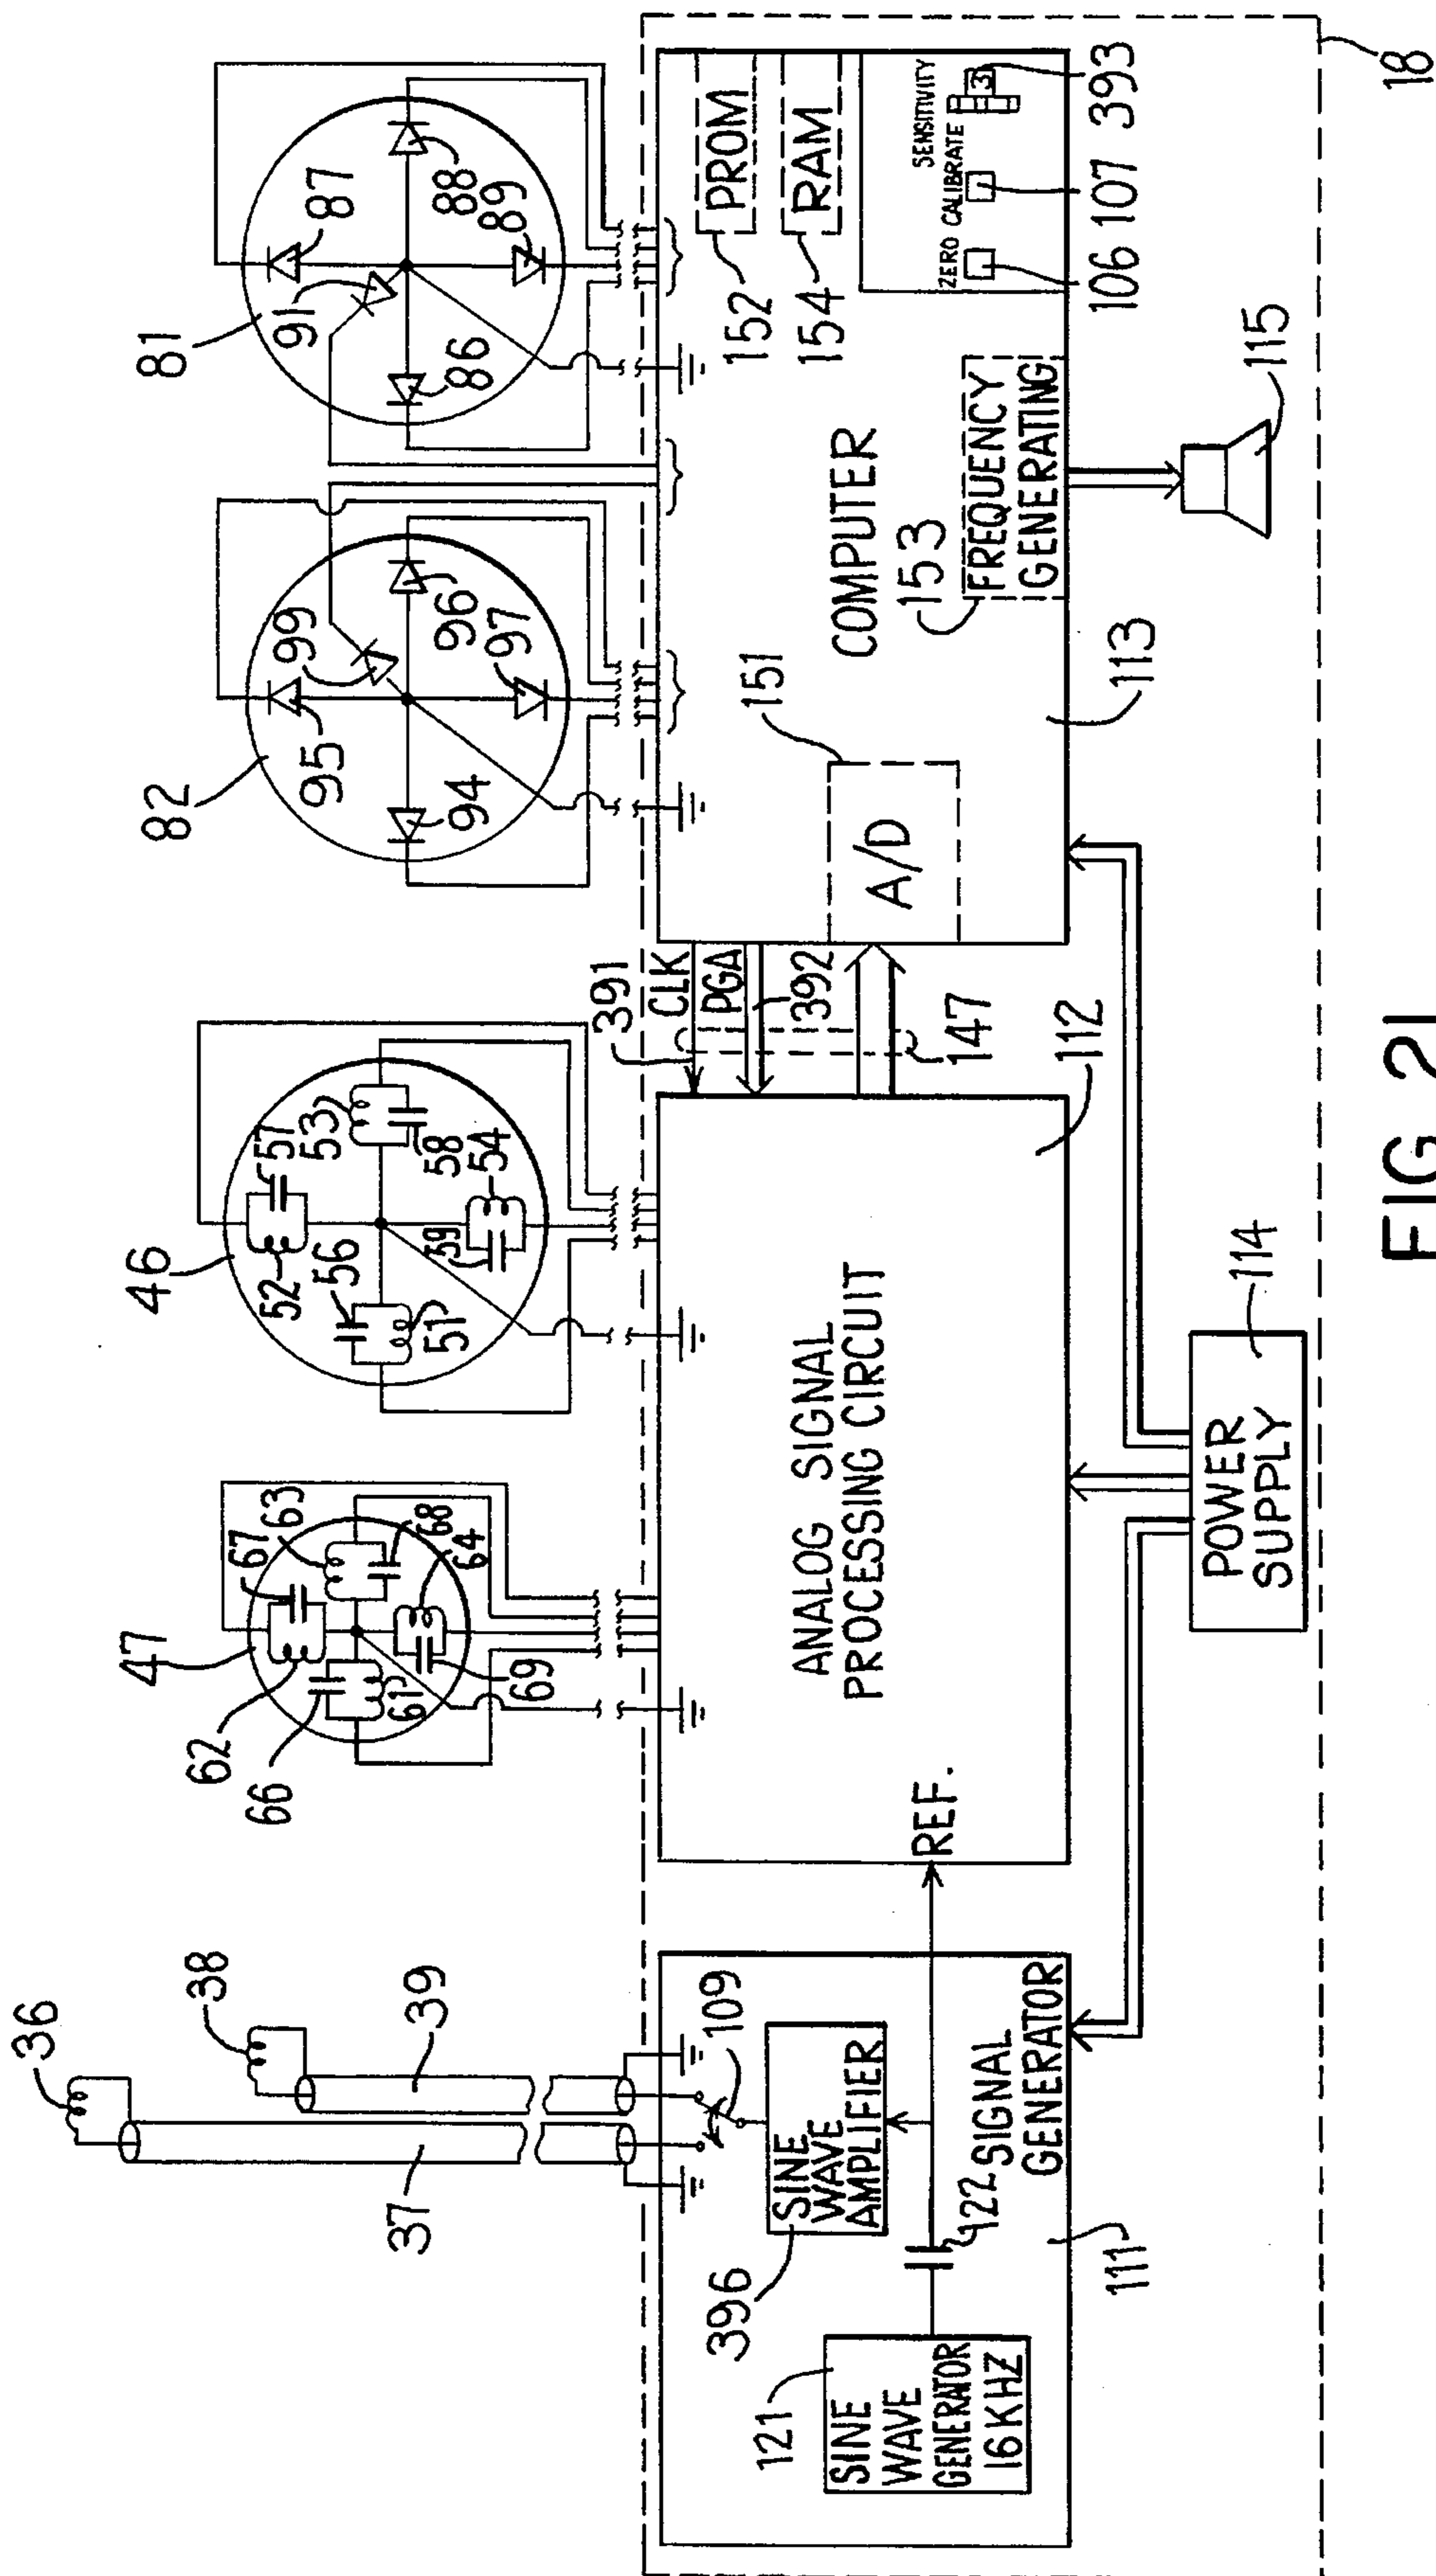 36
38
39
37
47
62
66
67
63
68
64
61
69
46
52
57
53
56
58
54
59
51
82
95
99
96
97
94
81
91
87
88
89
86
391
CLK
PGA
392
147
112
ANALOG SIGNAL
PROCESSING CIRCUIT
REF.
109
SINE
WAVE
AMPLIFIER
396
121
SINE
WAVE
GENERATOR
16KHZ
122
SIGNAL
GENERATOR
111
151
A/D
COMPUTER
153
FREQUENCY
GENERATING
113
PROM
152
RAM
154
SENSITIVITY
ZERO CALIBRATE
3
106
107
393
115
POWER
SUPPLY
114
18
FIG 21